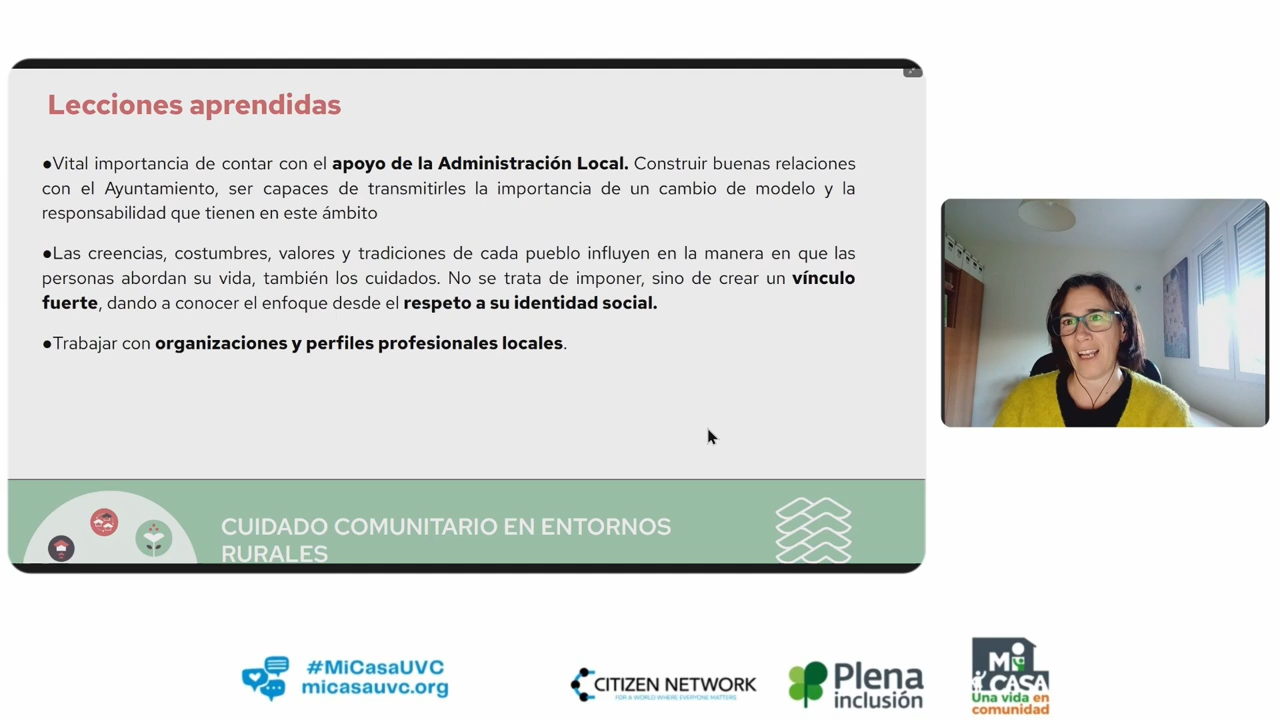 Lecciones aprendidas
●Vital importancia de contar con el apoyo de la Administración Local. Construir buenas relaciones
con el Ayuntamiento, ser capaces de transmitirles la importancia de un cambio de modelo y la
responsabilidad que tienen en este ámbito
●Las creencias, costumbres, valores y tradiciones de cada pueblo influyen en la manera en que las
personas abordan su vida, también los cuidados. No se trata de imponer, sino de crear un vínculo
fuerte, dando a conocer el enfoque desde el respeto a su identidad social.
●Trabajar con organizaciones y perfiles profesionales locales.
CUIDADO COMUNITARIO EN ENTORNOS
RURALES
#MiCasaUVC
micasauvc.org
CITIZEN NETWORK
FOR A WORLD WHERE EVERYONE MATTERS
Plena
inclusión
Mi
CASA
Una vida en
comunidad